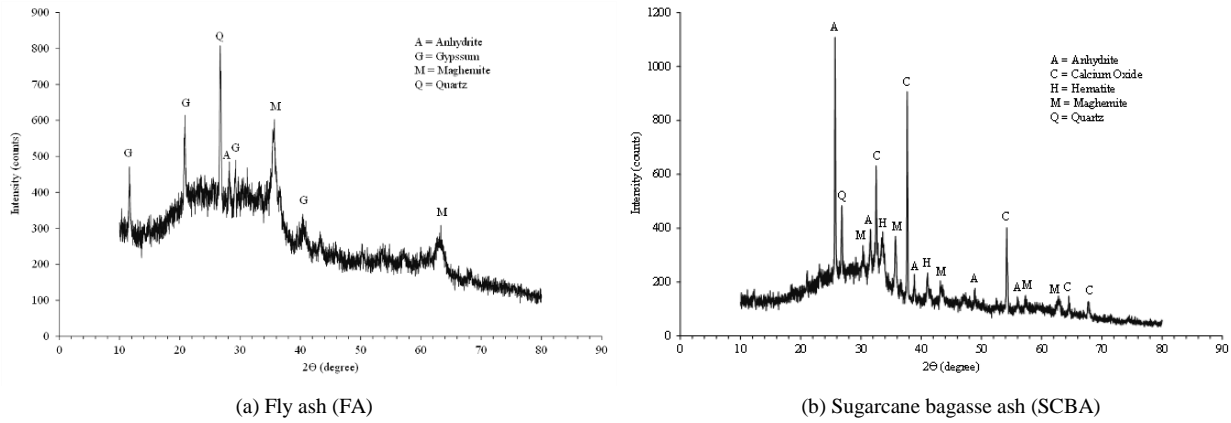 900
800
700
600
500
400
300
200
100
0
Intensity (counts)
0 10 20 30 40 50 60 70 80 90
2Θ (degree)
A = Anhydrite
G = Gypssum
M = Maghemite
Q = Quartz
G
G
Q
A
G
M
G
M
(a) Fly ash (FA)
1200
1000
800
600
400
200
0
Intensity (counts)
0 10 20 30 40 50 60 70 80 90
2Θ (degree)
A = Anhydrite
C = Calcium Oxide
H = Hematite
M = Maghemite
Q = Quartz
A
Q
M
A
C
H
M
C
A
H
M
A
C
A
M
M
C
C
(b) Sugarcane bagasse ash (SCBA)